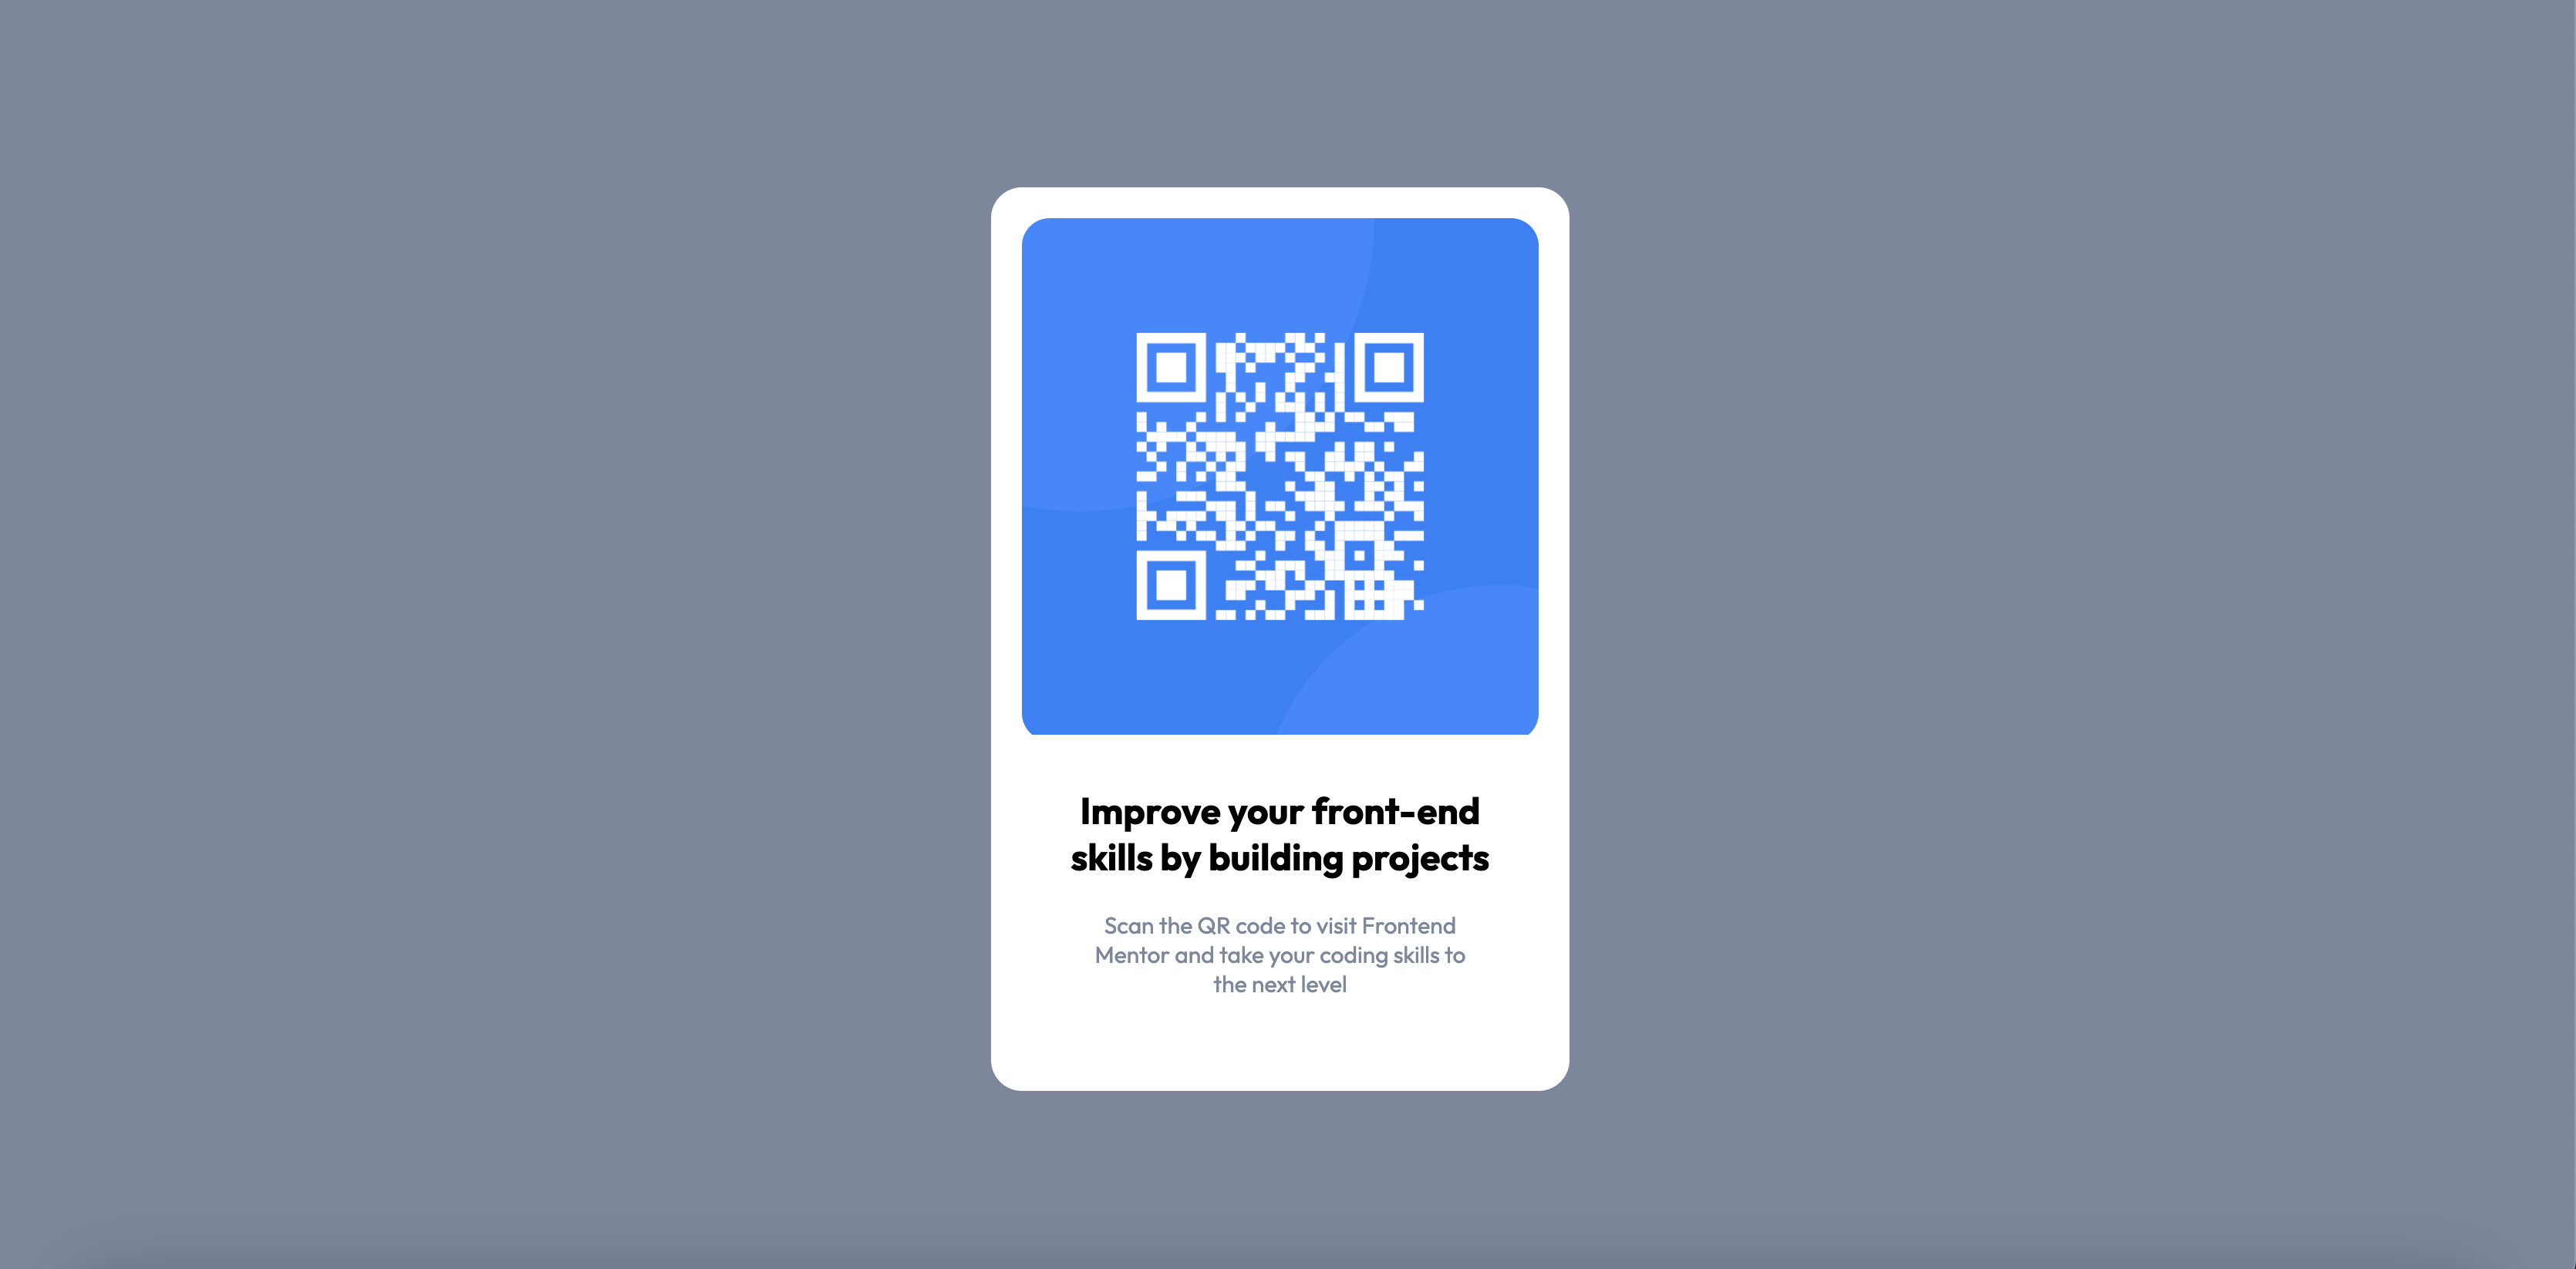 Improve your front-end
skills by building projects
Scan the QR code to visit Frontend
Mentor and take your coding skills to
the next level